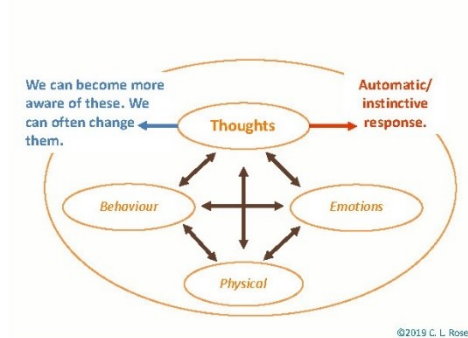 We can become more
aware of these. We
can often change
them.
Automatic/
instinctive
response.
Thoughts
Behaviour
Emotions
Physical
©2019 C. L. Rose